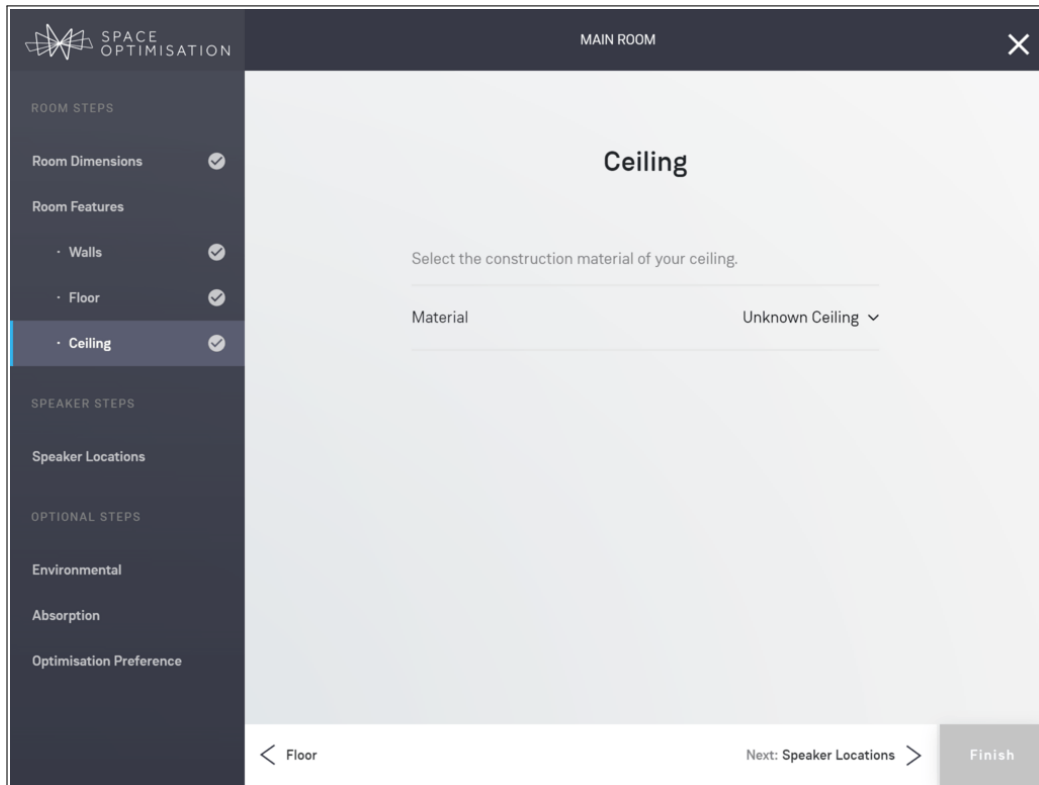 SPACE
OPTIMISATION
MAIN ROOM
ROOM STEPS
Room Dimensions
Room Features
· Walls
· Floor
· Ceiling
SPEAKER STEPS
Speaker Locations
OPTIONAL STEPS
Environmental
Absorption
Optimisation Preference
Ceiling
Select the construction material of your ceiling.
Material Unknown Ceiling
Floor
Next: Speaker Locations
Finish